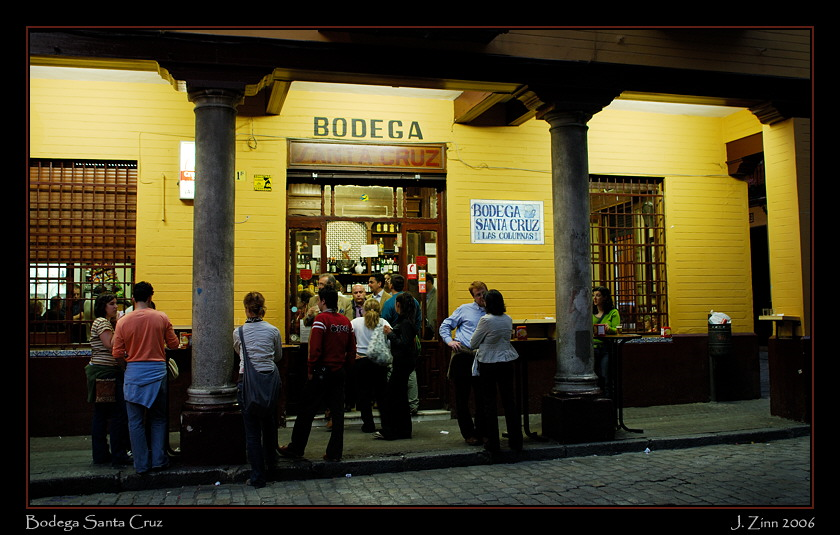 BODEGA
SANTA CRUZ
BODEGA
SANTA CRUZ
LAS COLUMNAS
Bodega Santa Cruz
J. Zinn 2006